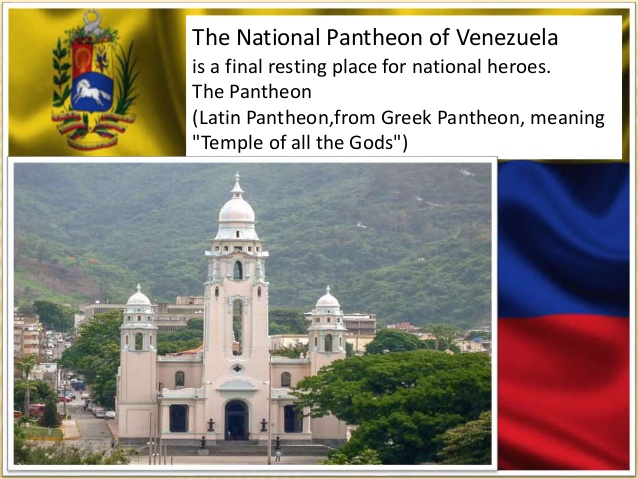 The National Pantheon of Venezuela
is a final resting place for national heroes.
The Pantheon
(Latin Pantheon,from Greek Pantheon, meaning
"Temple of all the Gods")